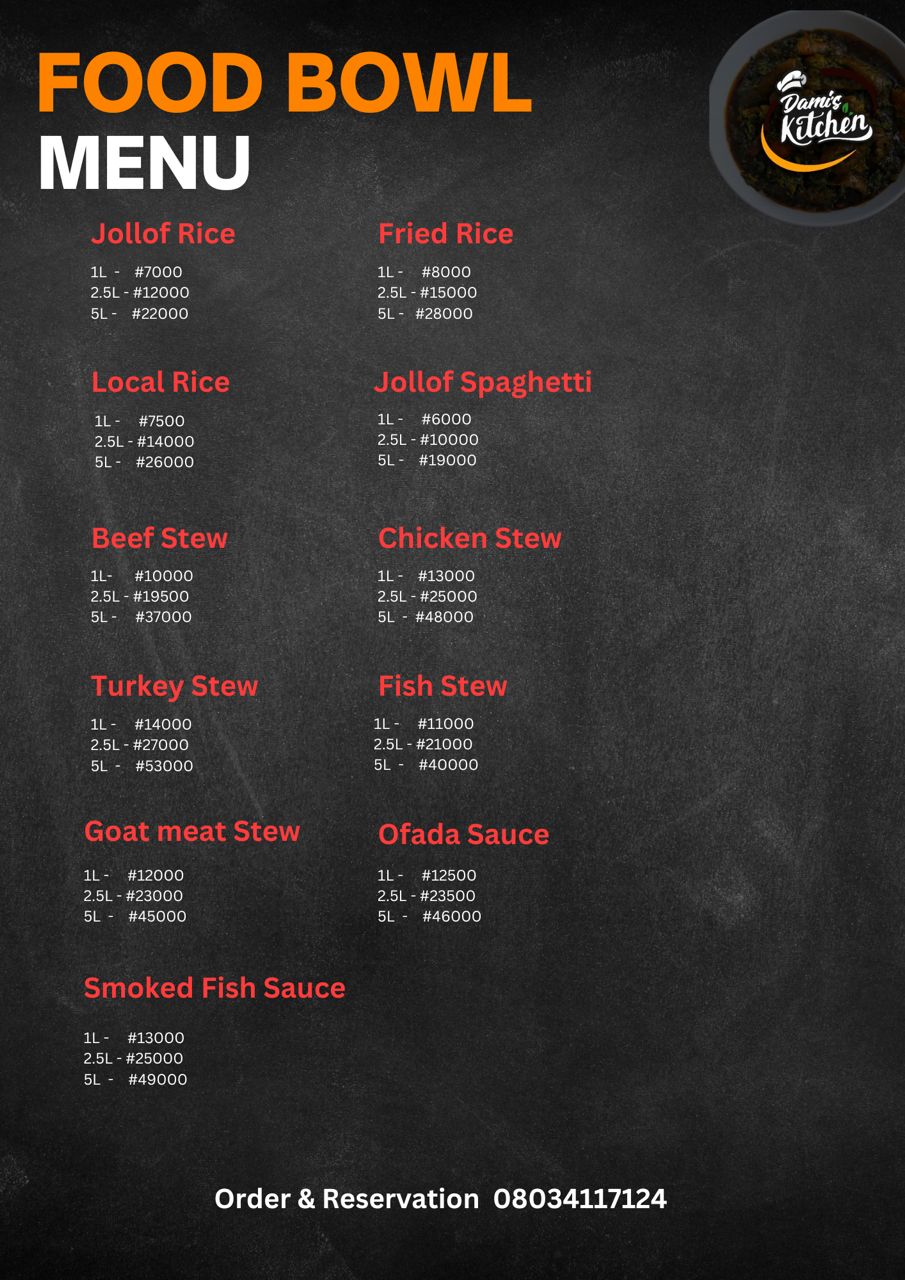 FOOD BOWL
MENU
Dami's
Kitchen
Jollof Rice
1L - #7000
2.5L - #12000
5L - #22000
Fried Rice
1L - #8000
2.5L - #15000
5L - #28000
Local Rice
1L - #7500
2.5L - #14000
5L - #26000
Jollof Spaghetti
1L - #6000
2.5L - #10000
5L - #19000
Beef Stew
1L- #10000
2.5L - #19500
5L - #37000
Chicken Stew
1L - #13000
2.5L - #25000
5L - #48000
Turkey Stew
1L - #14000
2.5L - #27000
5L - #53000
Fish Stew
1L - #11000
2.5L - #21000
5L - #40000
Goat meat Stew
1L - #12000
2.5L - #23000
5L - #45000
Ofada Sauce
1L - #12500
2.5L - #23500
5L - #46000
Smoked Fish Sauce
1L - #13000
2.5L - #25000
5L - #49000
Order & Reservation 08034117124